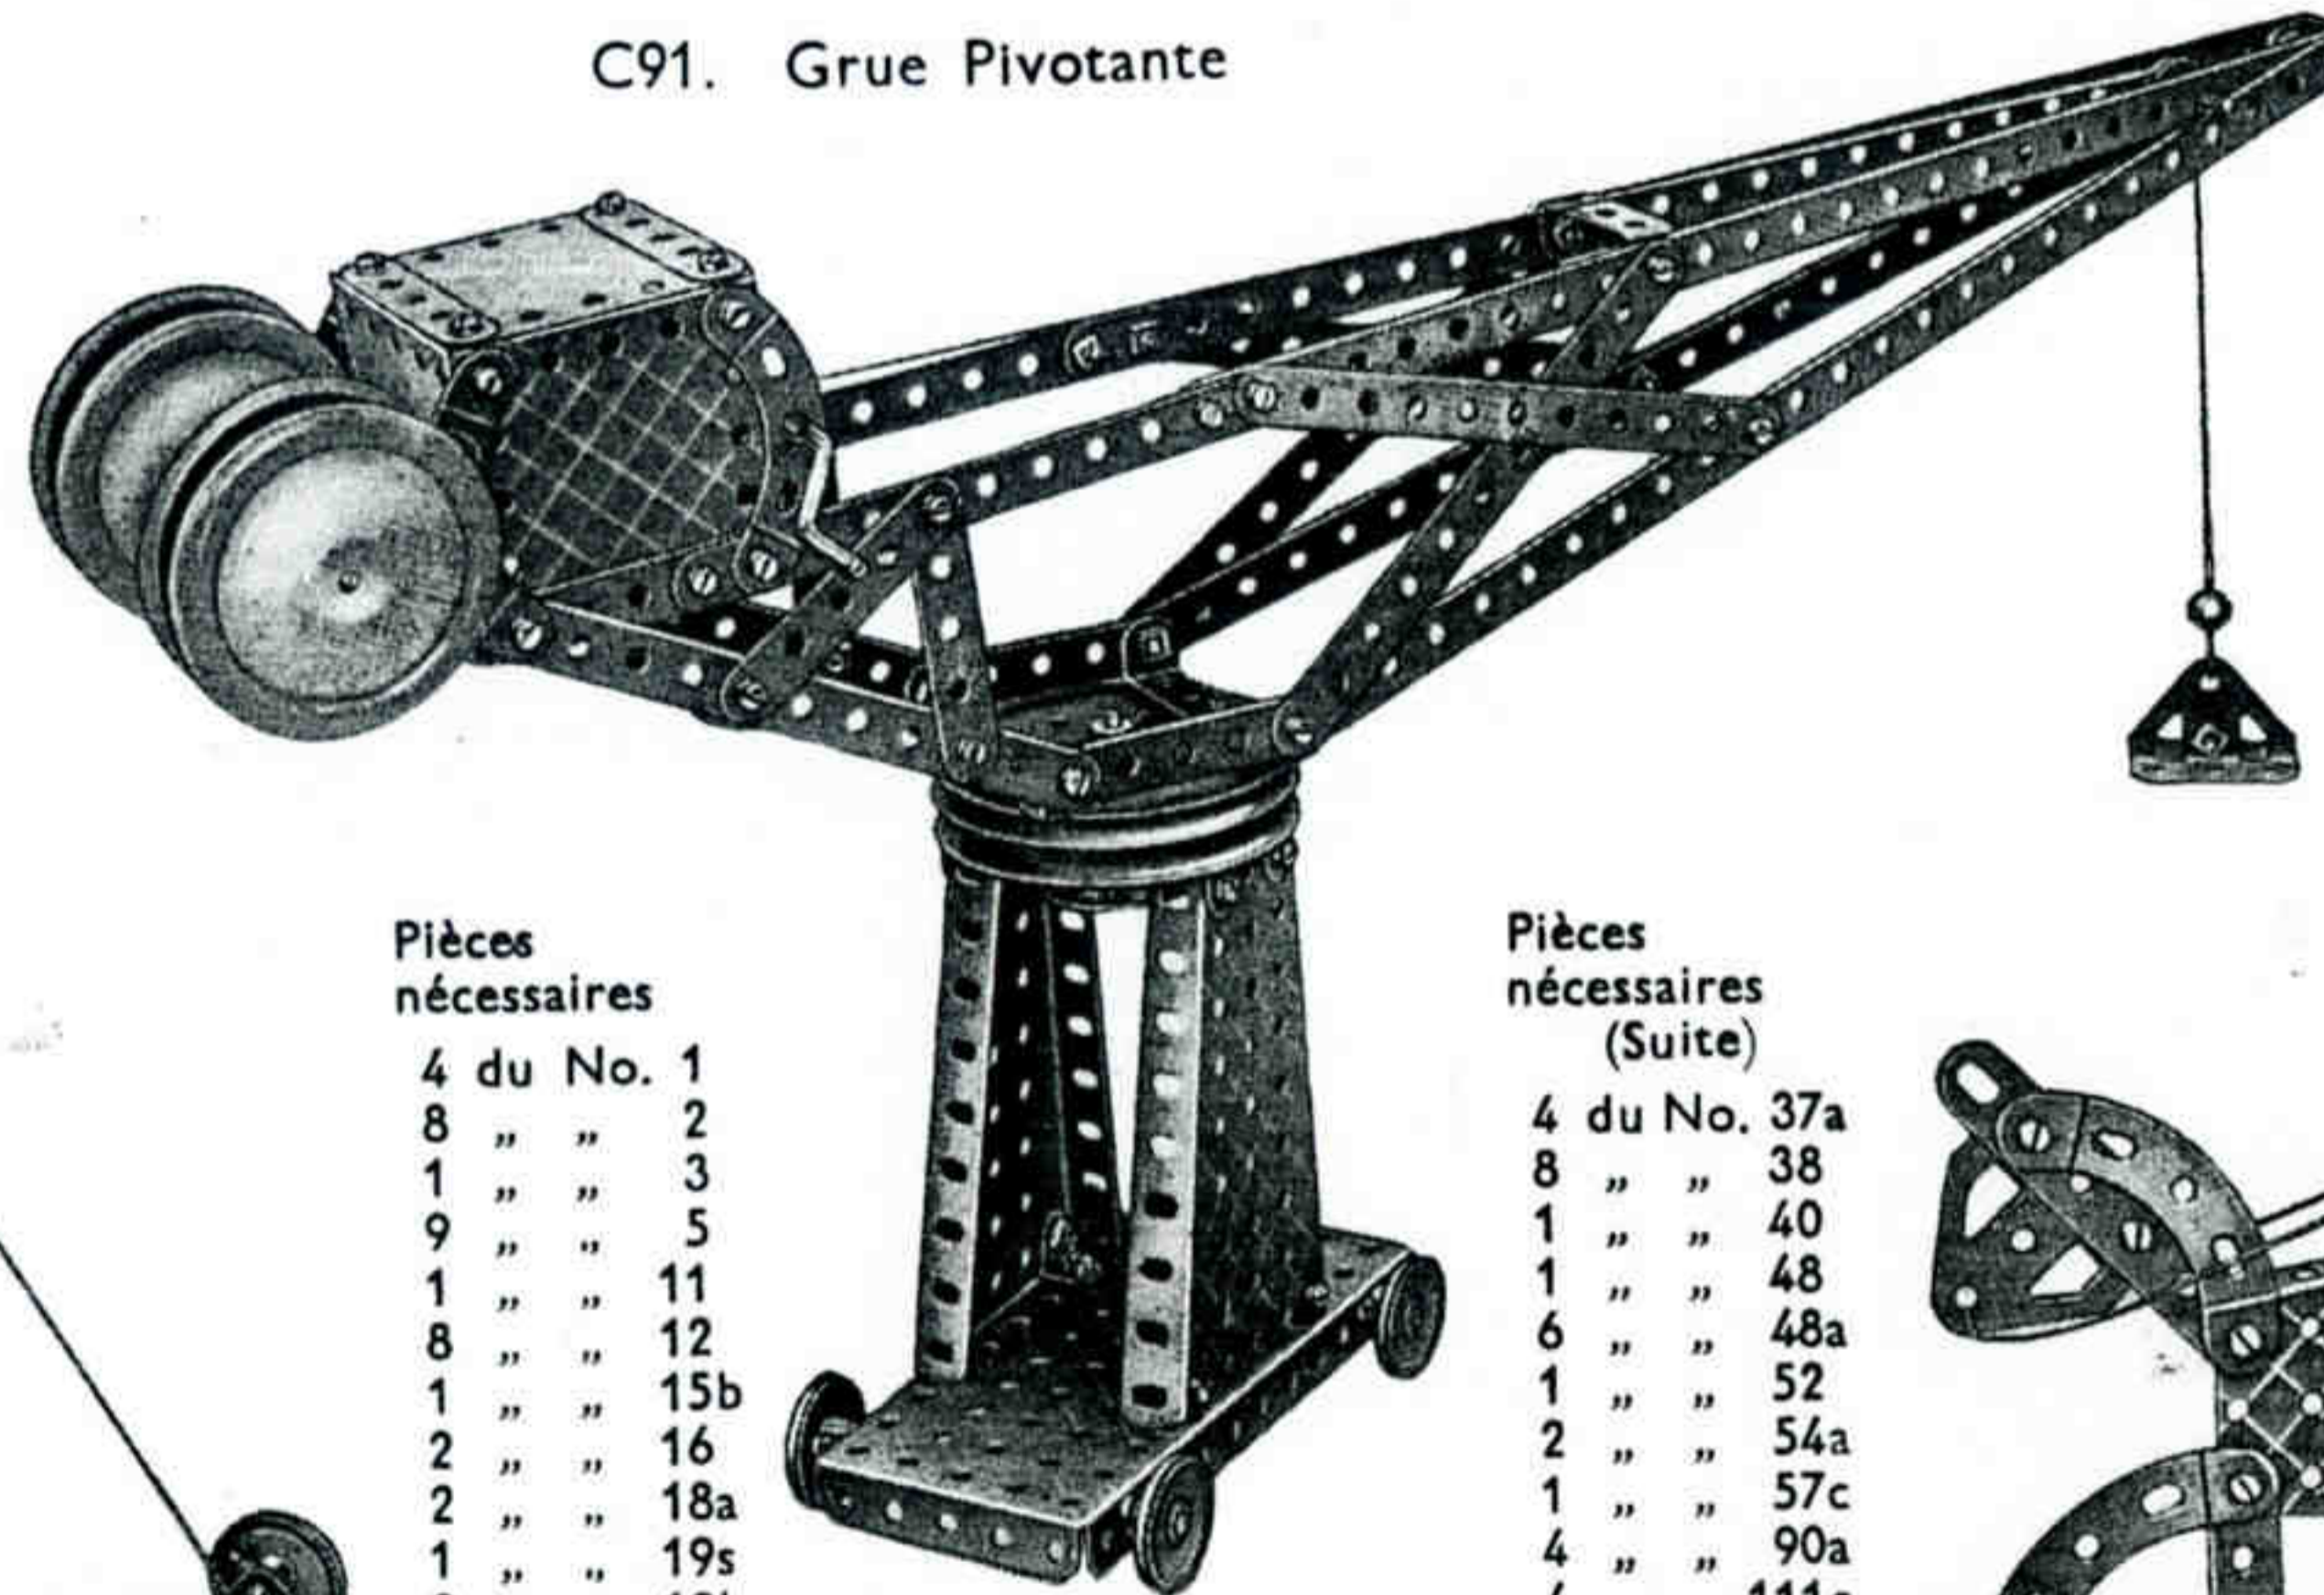 C91. Grue Pivotante
Pièces
nécessaires
4 du No. 1
8 „ „ 2
1 „ „ 3
9 „ „ 5
1 „ „ 11
8 „ „ 12
1 „ „ 15b
2 „ „ 16
2 „ „ 18a
1 „ „ 19s
Pièces
nécessaires
(Suite)
4 du No. 37a
8 „ „ 38
1 „ „ 40
1 „ „ 48
6 „ „ 48a
1 „ „ 52
2 „ „ 54a
1 „ „ 57c
4 „ „ 90a